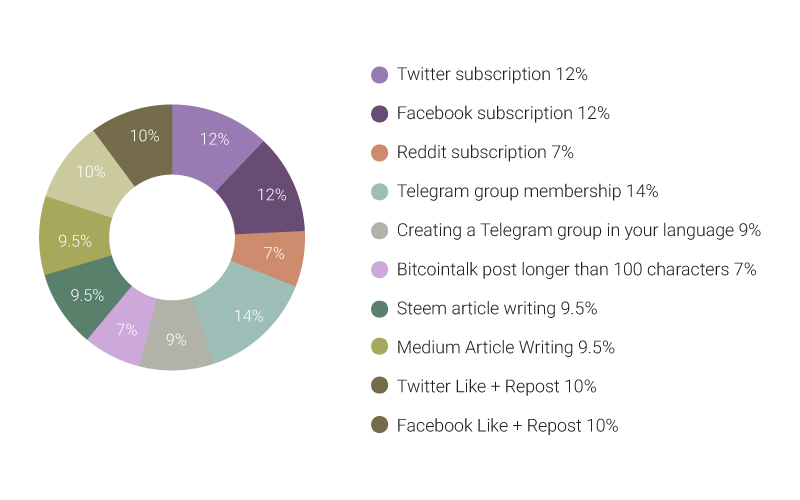 Twitter subscription 12%
Facebook subscription 12%
Reddit subscription 7%
Telegram group membership 14%
Creating a Telegram group in your language 9%
Bitcointalk post longer than 100 characters 7%
Steem article writing 9.5%
Medium Article Writing 9.5%
Twitter Like + Repost 10%
Facebook Like + Repost 10%
12%
12%
7%
14%
9%
7%
9.5%
9.5%
10%
10%